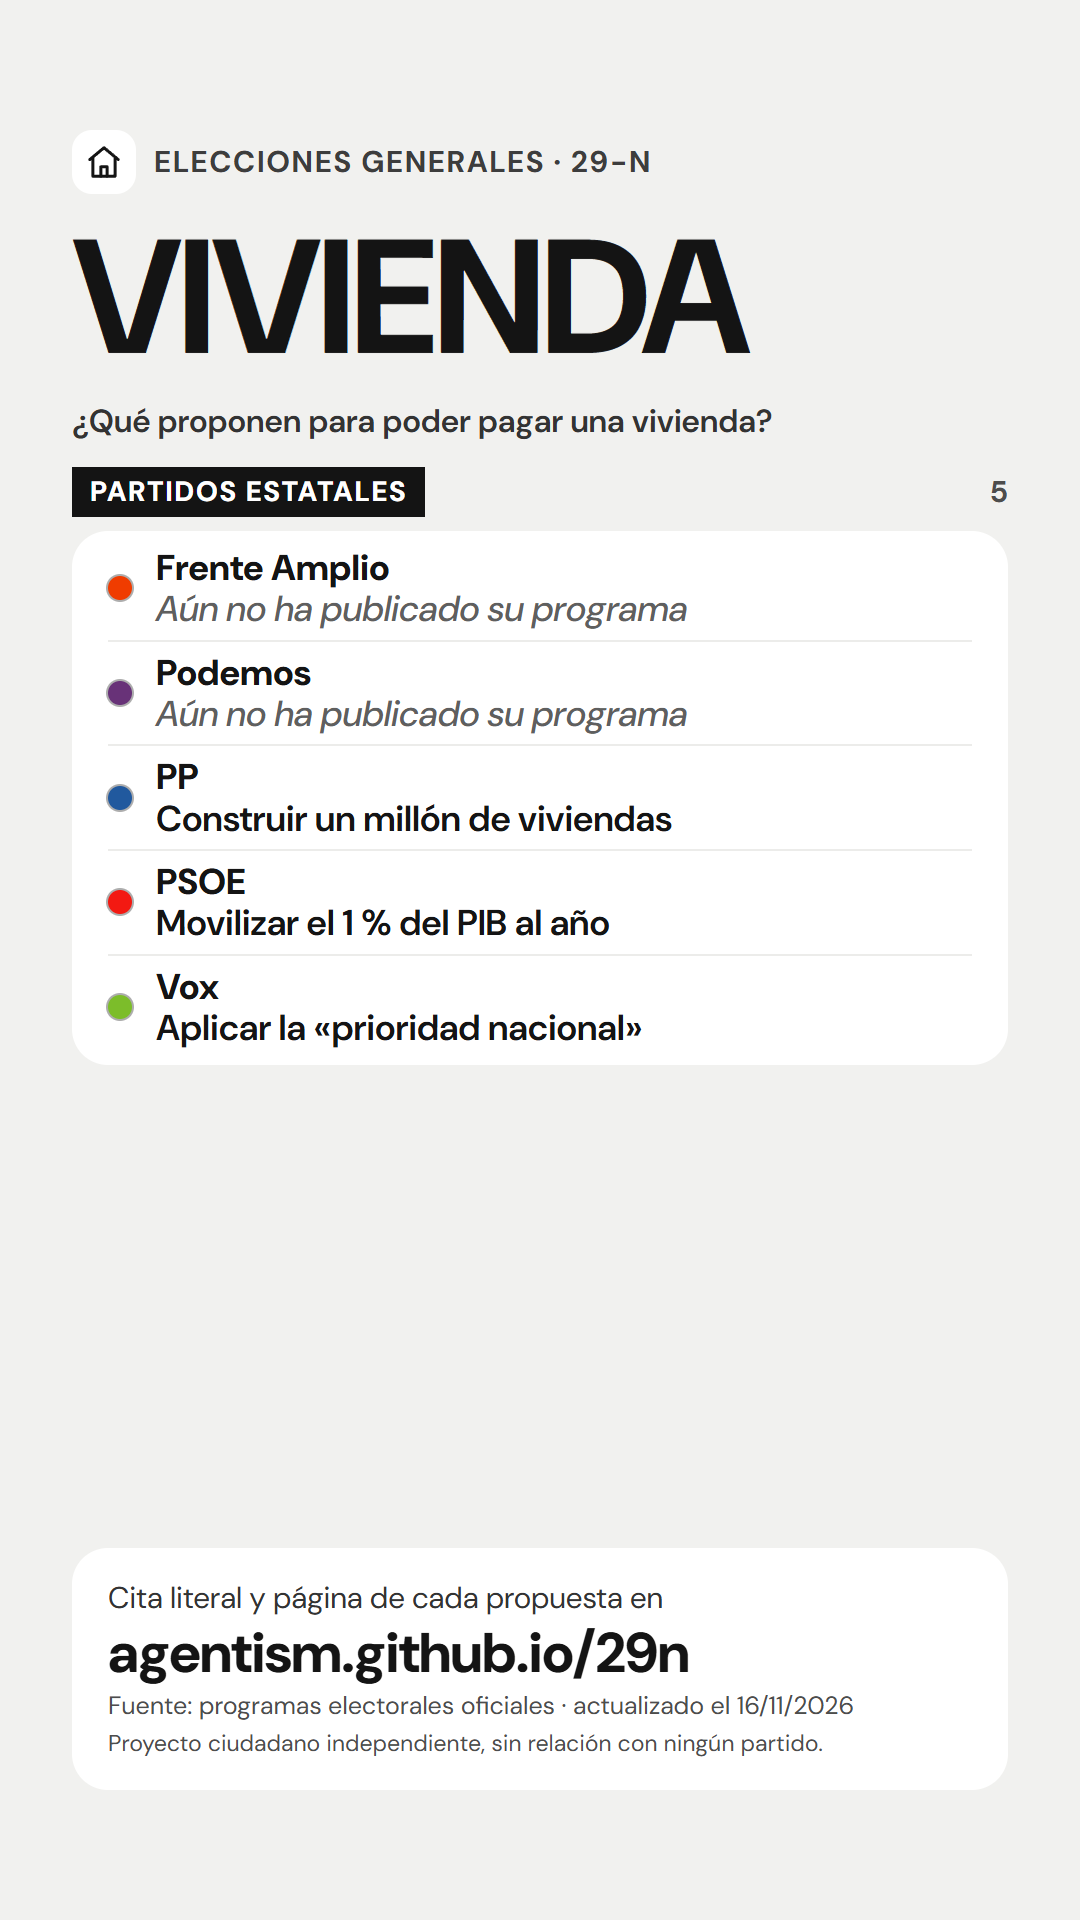 ELECCIONES GENERALES · 29-N
VIVIENDA
¿Qué proponen para poder pagar una vivienda?
PARTIDOS ESTATALES
5
Frente Amplio
Aún no ha publicado su programa
Podemos
Aún no ha publicado su programa
PP
Construir un millón de viviendas
PSOE
Movilizar el 1 % del PIB al año
Vox
Aplicar la «prioridad nacional»
Cita literal y página de cada propuesta en
agentism.github.io/29n
Fuente: programas electorales oficiales · actualizado el 16/11/2026
Proyecto ciudadano independiente, sin relación con ningún partido.